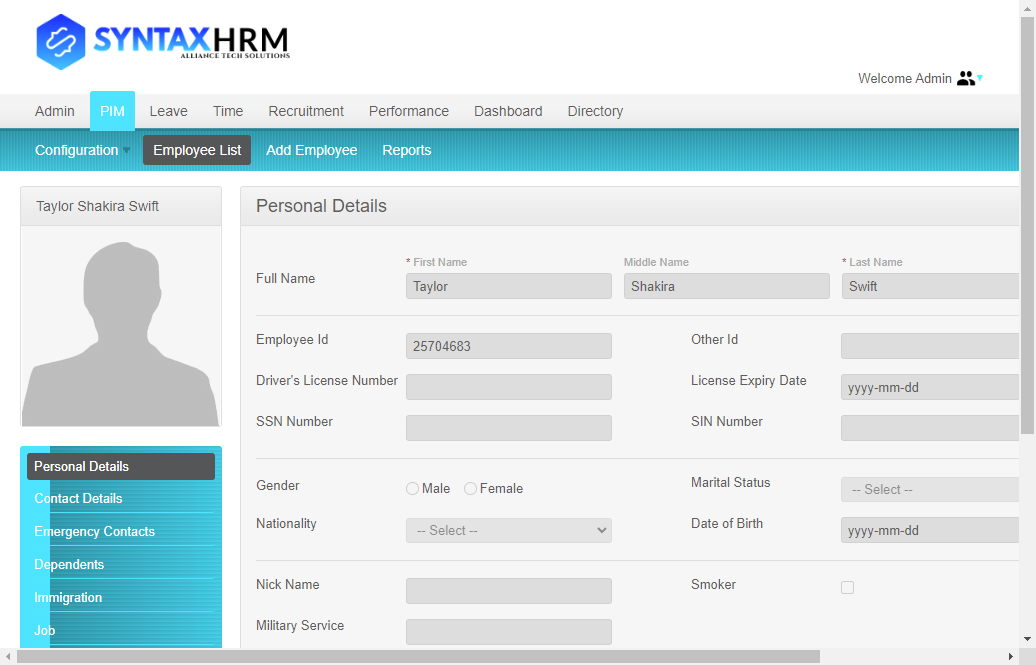 SYNTAXHRM
ALLIANCE TECH SOLUTIONS
Welcome Admin
Admin PIM Leave Time Recruitment Performance Dashboard Directory
Configuration Employee List Add Employee Reports
Taylor Shakira Swift
Personal Details
* First Name Middle Name * Last Name
Full Name Taylor Shakira Swift
Employee Id 25704683 Other Id
Driver's License Number License Expiry Date yyyy-mm-dd
SSN Number SIN Number
Gender Male Female Marital Status -- Select --
Nationality -- Select -- Date of Birth yyyy-mm-dd
Nick Name Smoker
Military Service
Personal Details
Contact Details
Emergency Contacts
Dependents
Immigration
Job